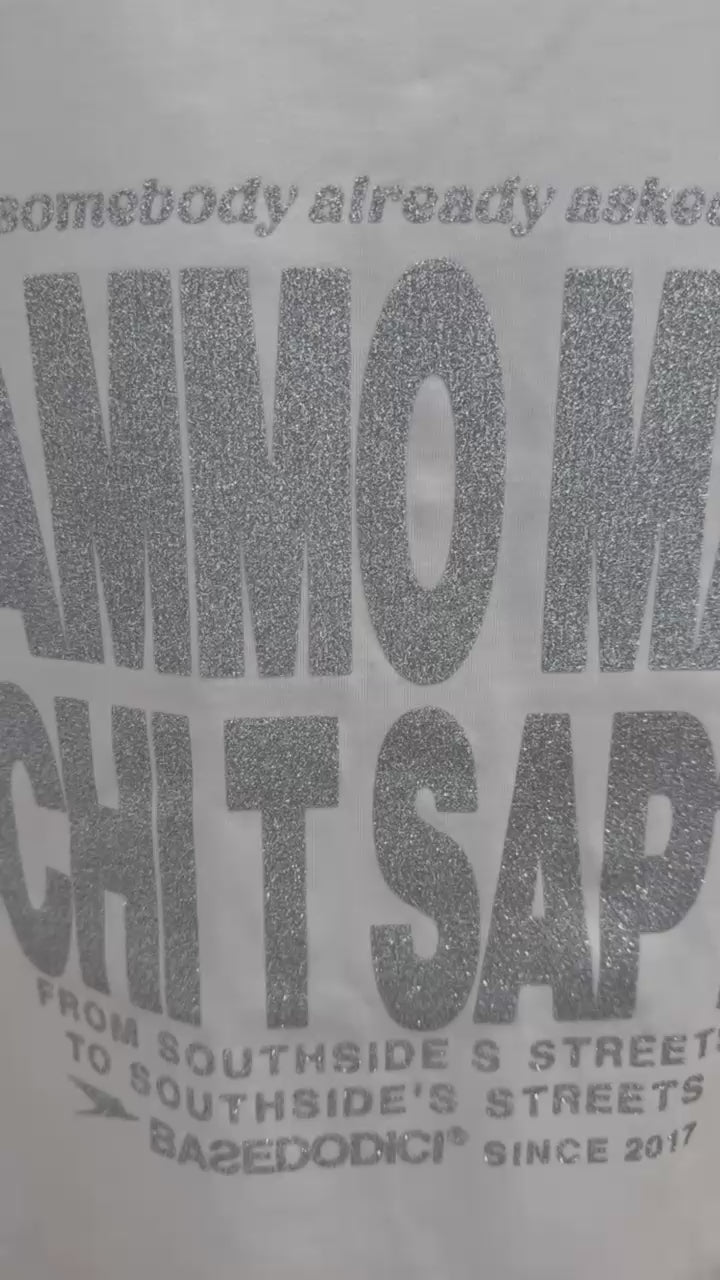 somebody already asked
AMMO MA
CHI T SAP
FROM SOUTHSIDE S STREETS
TO SOUTHSIDE'S STREETS
BASEDODICI® SINCE 2017